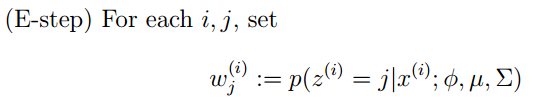 (E-step) For each i, j, set
w_j^{(i)} := p(z^{(i)} = j|x^{(i)}; ϕ, μ, Σ)